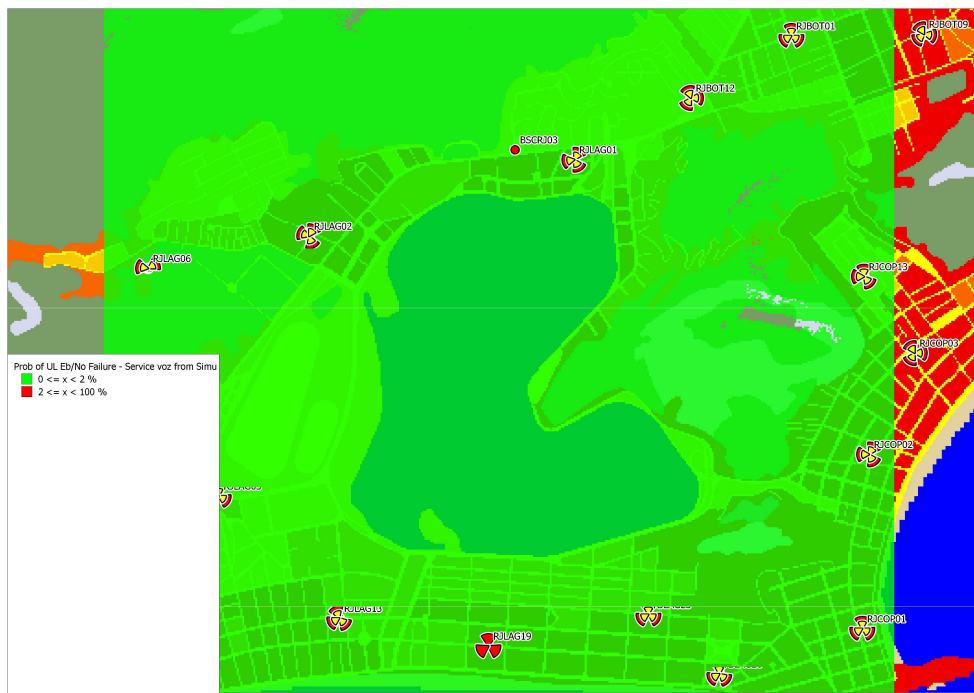 RJBOT01
RJBOT09
RJBOT12
BSCRJ03
RJLAG01
RJLAG02
RJLAG06
RJCOP13
RJCOP03
Prob of UL Eb/No Failure - Service voz from Simu
0 <= x < 2 %
2 <= x < 100 %
RJCOP02
RJLAG13
RJCOP01
RJLAG19